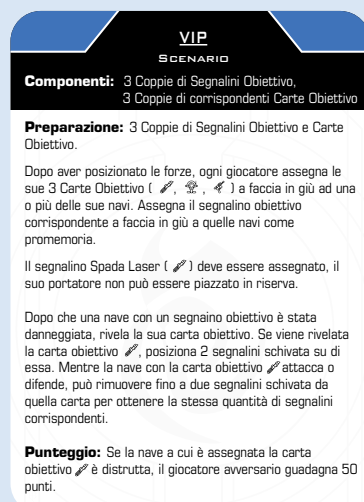 VIP
Scenario
Componenti: 3 Coppie di Segnalini Obiettivo,
3 Coppie di corrispondenti Carte Obiettivo
Preparazione: 3 Coppie di Segnalini Obiettivo e Carte
Obiettivo.
Dopo aver posizionato le forze, ogni giocatore assegna le
sue 3 Carte Obiettivo ( , , ) a faccia in giù ad una
o più delle sue navi. Assegna il segnalino obiettivo
corrispondente a faccia in giù a quelle navi come
promemoria.
Il segnalino Spada Laser ( ) deve essere assegnato, il
suo portatore non può essere piazzato in riserva.
Dopo che una nave con un segnaino obiettivo è stata
danneggiata, rivela la sua carta obiettivo. Se viene rivelata
la carta obiettivo , posiziona 2 segnalini schivata su di
essa. Mentre la nave con la carta obiettivo attacca o
difende, può rimuovere fino a due segnalini schivata da
quella carta per ottenere la stessa quantità di segnalini
corrispondenti.
Punteggio: Se la nave a cui è assegnata la carta
obiettivo è distrutta, il giocatore avversario guadagna 50
punti.